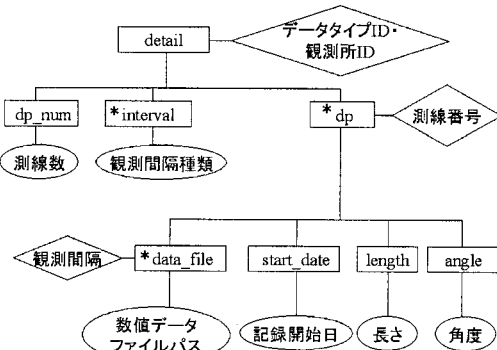 detail
データタイプID・
観測所ID
dp_num
*interval
*dp
測線番号
測線数
観測間隔種類
観測間隔
*data_file
start_date
length
angle
数値データ
ファイルパス
記録開始日
長さ
角度